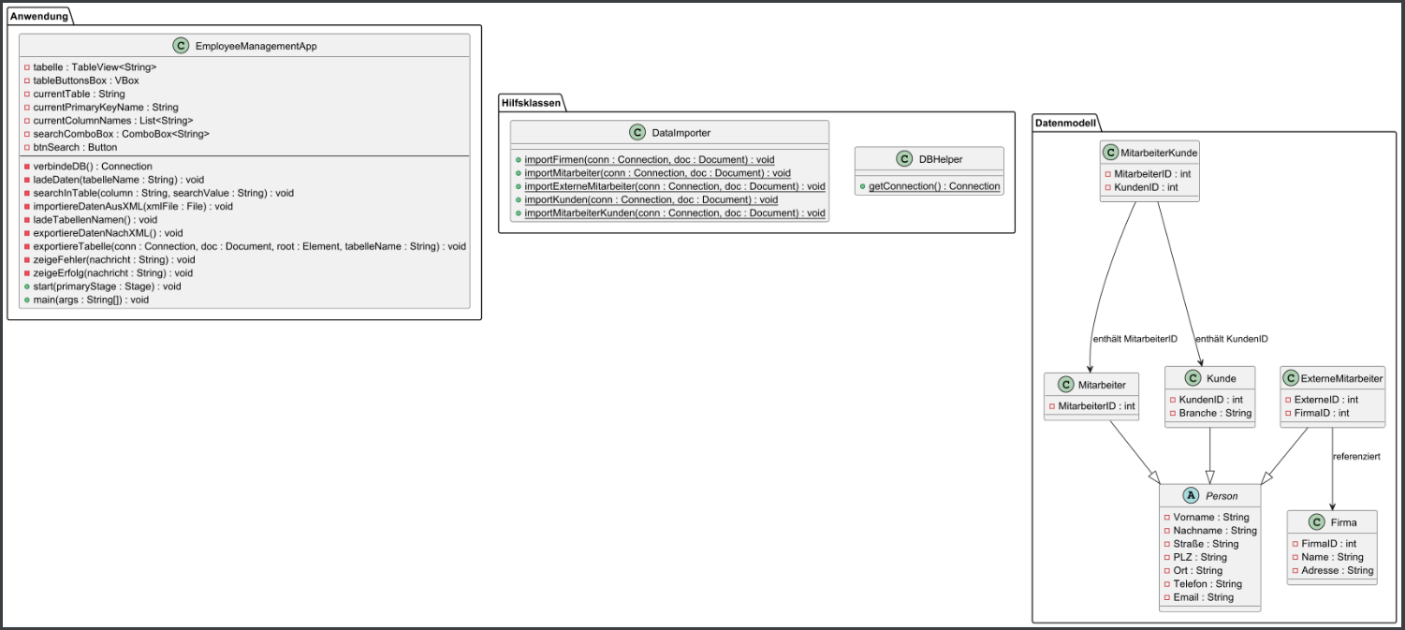 Anwendung
C EmployeeManagementApp
tabelle : TableView<String>
tableButtonsBox : VBox
currentTable : String
currentPrimaryKeyName : String
currentColumnNames : List<String>
searchComboBox : ComboBox<String>
btnSearch : Button
verbindeDB() : Connection
ladeDaten(tabelleName : String) : void
searchInTable(column : String, searchValue : String) : void
importiereDatenAusXML(xmlFile : File) : void
ladeTabellenNamen() : void
exportiereDatenNachXML() : void
exportiereTabelle(conn : Connection, doc : Document, root : Element, tabelleName : String) : void
zeigeFehler(nachricht : String) : void
zeigeErfolg(nachricht : String) : void
start(primaryStage : Stage) : void
main(args : String[]) : void
Hilfsklassen
C DataImporter
importFirmen(conn : Connection, doc : Document) : void
importMitarbeiter(conn : Connection, doc : Document) : void
importExterneMitarbeiter(conn : Connection, doc : Document) : void
importKunden(conn : Connection, doc : Document) : void
importMitarbeiterKunden(conn : Connection, doc : Document) : void
C DBHelper
getConnection() : Connection
Datenmodell
C MitarbeiterKunde
MitarbeiterID : int
KundenID : int
enthält MitarbeiterID
enthält KundenID
C Mitarbeiter
MitarbeiterID : int
C Kunde
KundenID : int
Branche : String
C ExterneMitarbeiter
ExterneID : int
FirmaID : int
referenziert
A Person
Vorname : String
Nachname : String
Straße : String
PLZ : String
Ort : String
Telefon : String
Email : String
C Firma
FirmaID : int
Name : String
Adresse : String